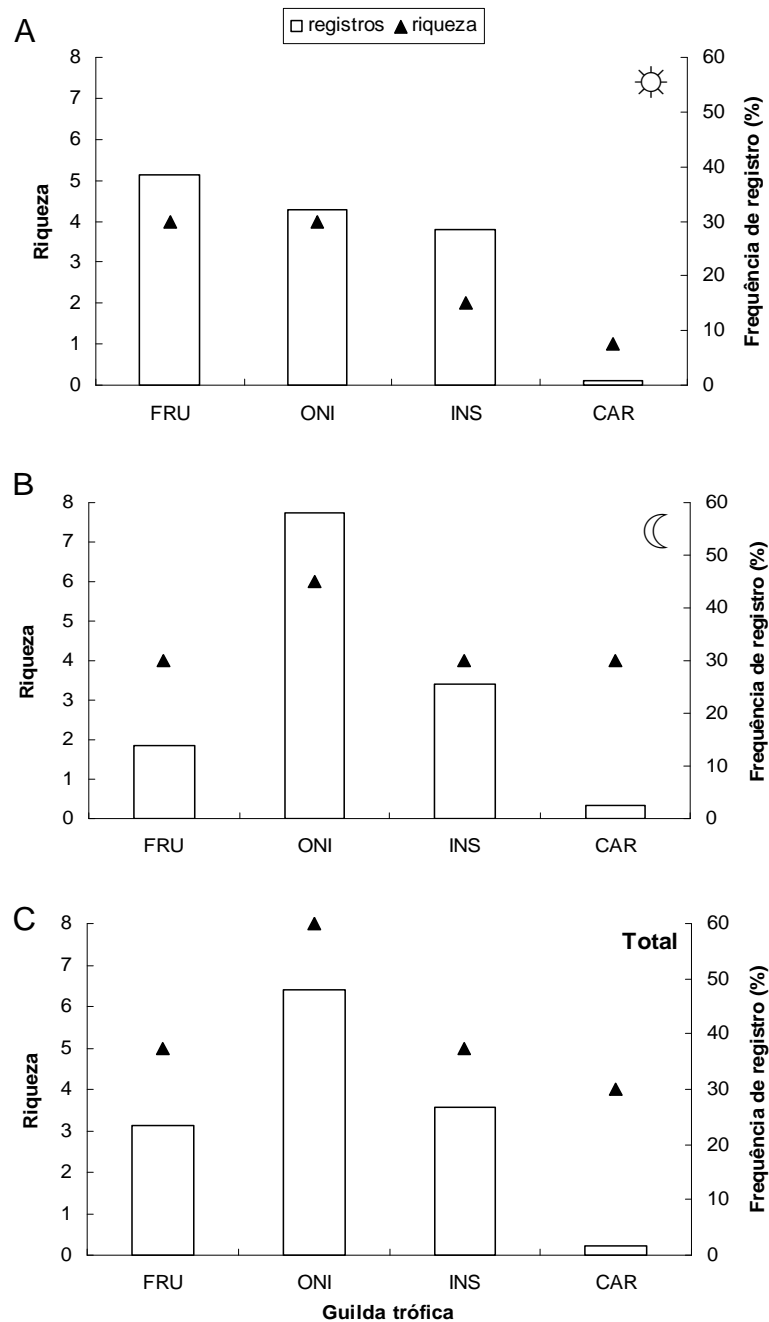 A
registros riqueza
8 60
7 50
6
5 40
4 30
3 20
2
1 10
0 0
Riqueza
Frequência de registro (%)
FRU ONI INS CAR
B
8 60
7 50
6
5 40
4 30
3 20
2
1 10
0 0
Riqueza
Frequência de registro (%)
FRU ONI INS CAR
C
Total
8 60
7 50
6
5 40
4 30
3 20
2
1 10
0 0
Riqueza
Frequência de registro (%)
FRU ONI INS CAR
Guilda trófica